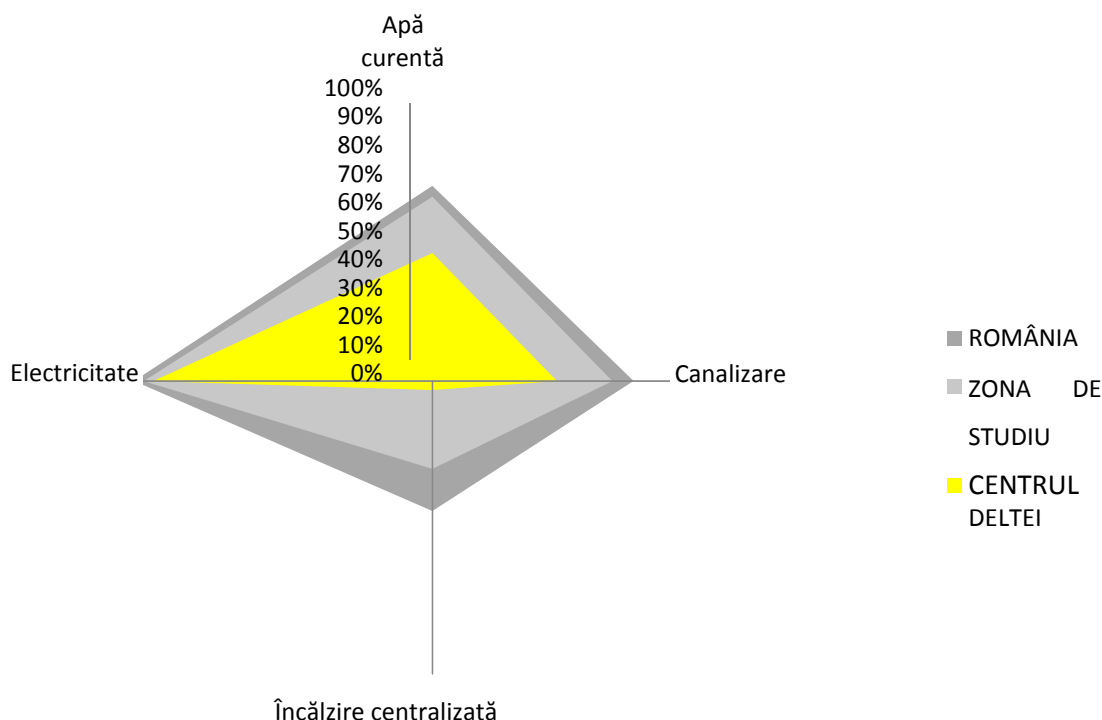 Apă
curentă
100%
90%
80%
70%
60%
50%
40%
30%
20%
10%
0%
Electricitate
Canalizare
Încălzire centralizată
ROMÂNIA
ZONA DE
STUDIU
CENTRUL
DELTEI